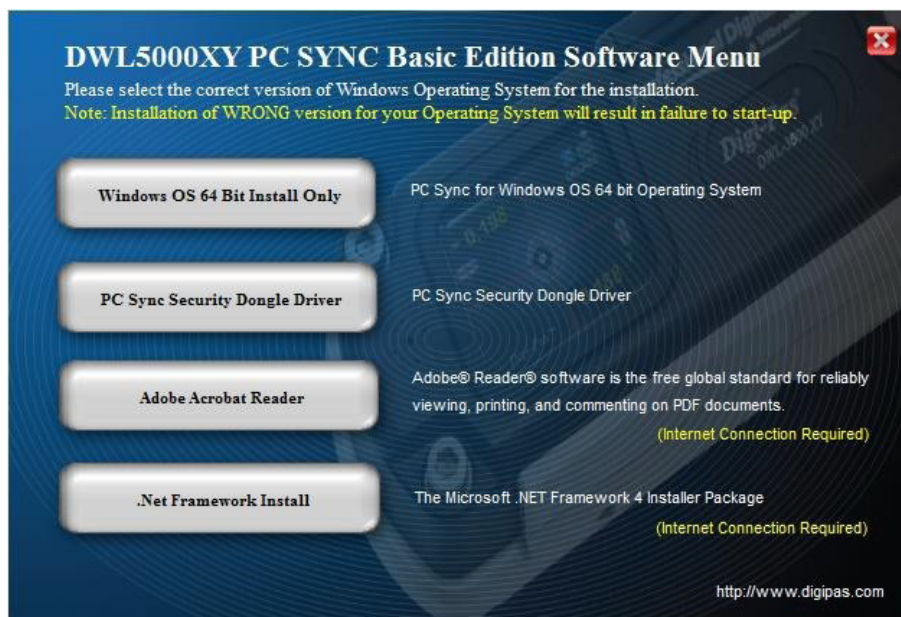 DWL5000XY PC SYNC Basic Edition Software Menu
Please select the correct version of Windows Operating System for the installation.
Note: Installation of WRONG version for your Operating System will result in failure to start-up.
Windows OS 64 Bit Install Only
PC Sync for Windows OS 64 bit Operating System
PC Sync Security Dongle Driver
PC Sync Security Dongle Driver
Adobe Acrobat Reader
Adobe® Reader® software is the free global standard for reliably
viewing, printing, and commenting on PDF documents.
(Internet Connection Required)
.Net Framework Install
The Microsoft .NET Framework 4 Installer Package
(Internet Connection Required)
http://www.digipas.com